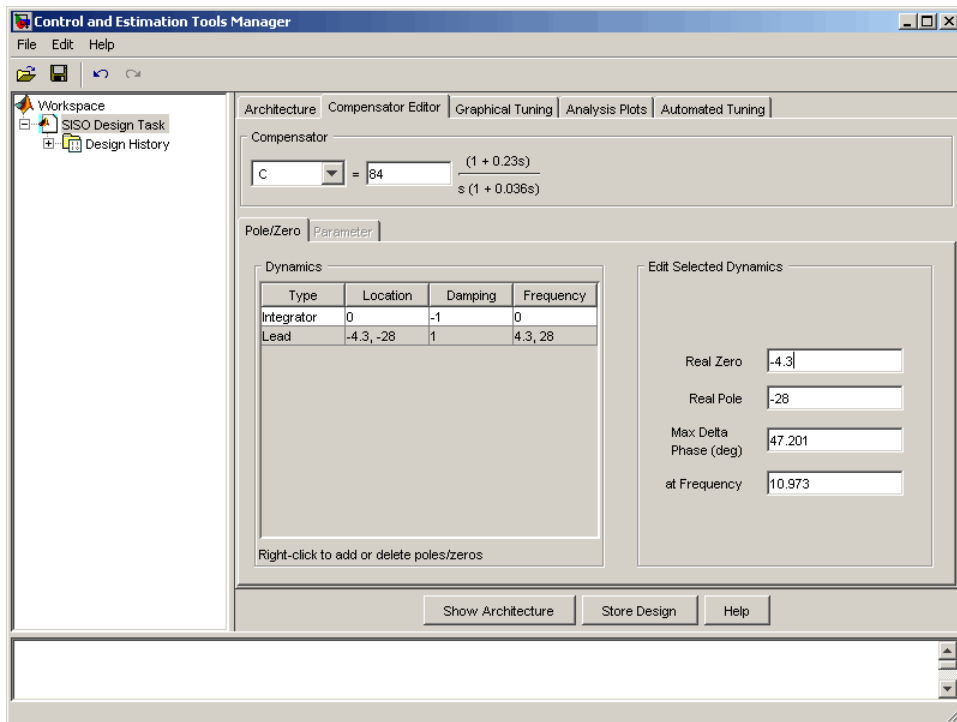 Control and Estimation Tools Manager
File Edit Help
Workspace
SISO Design Task
Design History
Architecture Compensator Editor Graphical Tuning Analysis Plots Automated Tuning
Compensator
C = 84 (1 + 0.23s)
s (1 + 0.036s)
Pole/Zero Parameter
Dynamics
Type Location Damping Frequency
Integrator 0 -1 0
Lead -4.3, -28 1 4.3, 28
Right-click to add or delete poles/zeros
Edit Selected Dynamics
Real Zero -4.3
Real Pole -28
Max Delta
Phase (deg) 47.201
at Frequency 10.973
Show Architecture Store Design Help